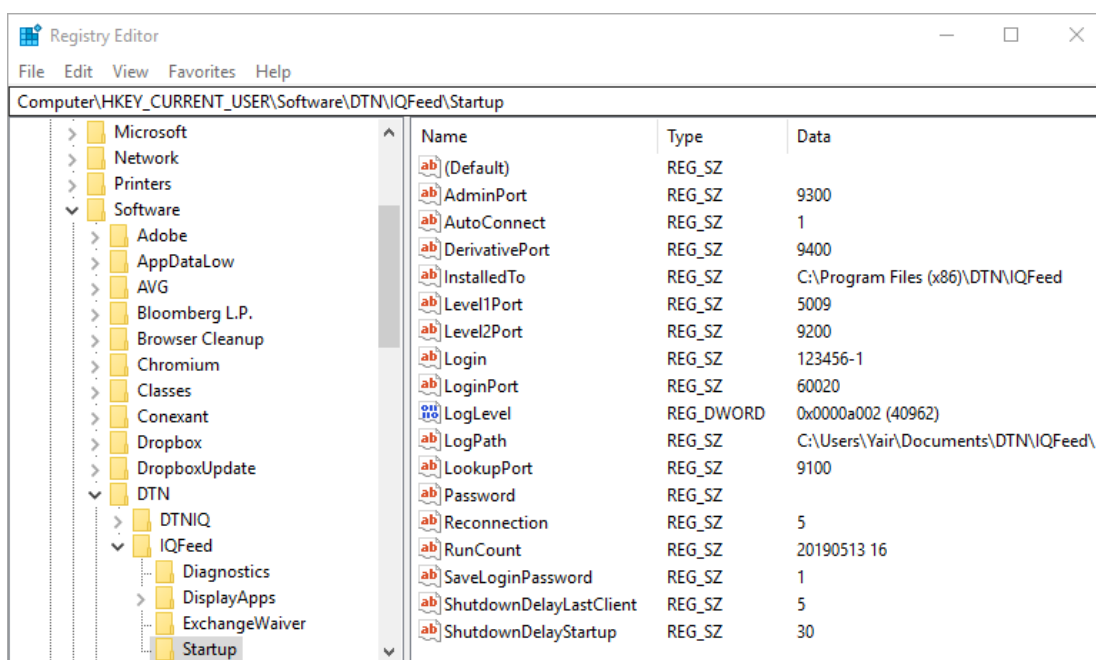 Registry Editor
File Edit View Favorites Help
Computer\HKEY_CURRENT_USER\Software\DTN\IQFeed\Startup
Microsoft
Network
Printers
Software
Adobe
AppDataLow
AVG
Bloomberg L.P.
Browser Cleanup
Chromium
Classes
Conexant
Dropbox
DropboxUpdate
DTN
DTNIQ
IQFeed
Diagnostics
DisplayApps
ExchangeWaiver
Startup
Name Type Data
(Default) REG_SZ
AdminPort REG_SZ 9300
AutoConnect REG_SZ 1
DerivativePort REG_SZ 9400
InstalledTo REG_SZ C:\Program Files (x86)\DTN\IQFeed
Level1Port REG_SZ 5009
Level2Port REG_SZ 9200
Login REG_SZ 123456-1
LoginPort REG_SZ 60020
LogLevel REG_DWORD 0x0000a002 (40962)
LogPath REG_SZ C:\Users\Yair\Documents\DTN\IQFeed\
LookupPort REG_SZ 9100
Password REG_SZ
Reconnection REG_SZ 5
RunCount REG_SZ 20190513 16
SaveLoginPassword REG_SZ 1
ShutdownDelayLastClient REG_SZ 5
ShutdownDelayStartup REG_SZ 30